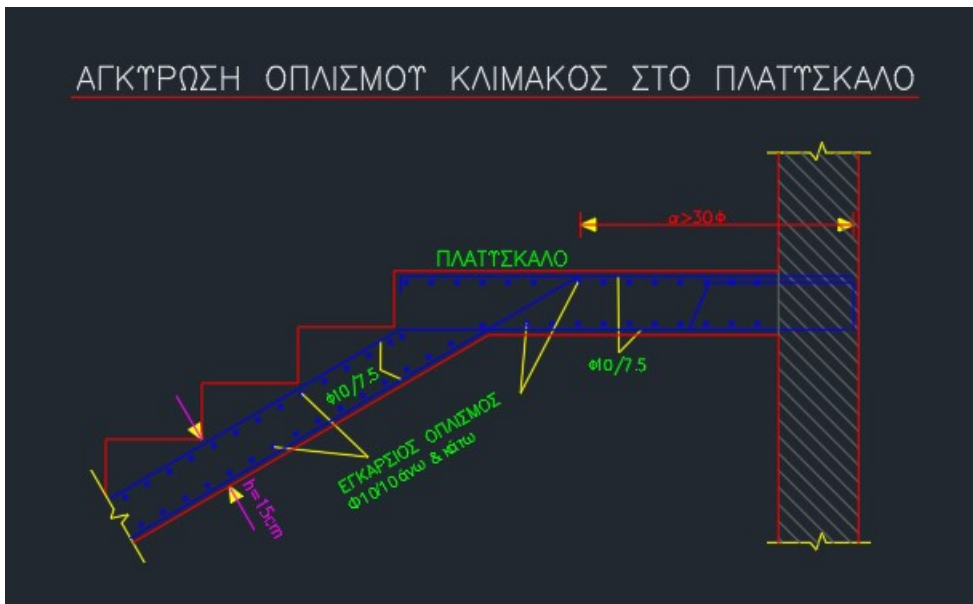 ΑΓΚΥΡΩΣΗ ΟΠΛΙΣΜΟΥ ΚΛΙΜΑΚΟΣ ΣΤΟ ΠΛΑΤΥΣΚΑΛΟ
α>30Φ
ΠΛΑΤΥΣΚΑΛΟ
Φ10/7.5
Φ10/7.5
ΕΓΚΑΡΣΙΟΣ ΟΠΛΙΣΜΟΣ
Φ10/10 άνω & κάτω
h=15cm